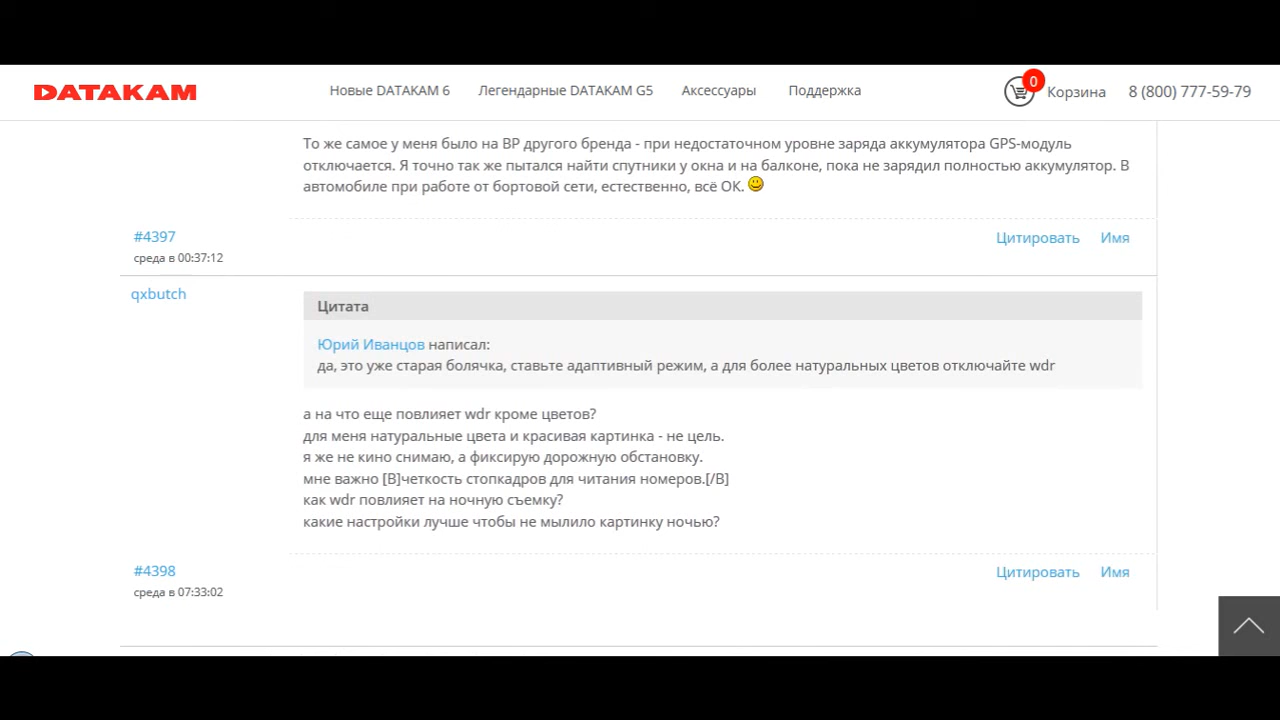 DATAKAM
Новые DATAKAM 6
Легендарные DATAKAM G5
Аксессуары
Поддержка
0
Корзина
8 (800) 777-59-79
То же самое у меня было на ВР другого бренда - при недостаточном уровне заряда аккумулятора GPS-модуль
отключается. Я точно так же пытался найти спутники у окна и на балконе, пока не зарядил полностью аккумулятор. В
автомобиле при работе от бортовой сети, естественно, всё ОК.
#4397
среда в 00:37:12
Цитировать
Имя
qxbutch
Цитата
Юрий Иванцов написал:
да, это уже старая болячка, ставьте адаптивный режим, а для более натуральных цветов отключайте wdr
а на что еще повлияет wdr кроме цветов?
для меня натуральные цвета и красивая картинка - не цель.
я же не кино снимаю, а фиксирую дорожную обстановку.
мне важно [B]четкость стопкадров для читания номеров.[/B]
как wdr повлияет на ночную съемку?
какие настройки лучше чтобы не мылило картинку ночью?
#4398
среда в 07:33:02
Цитировать
Имя